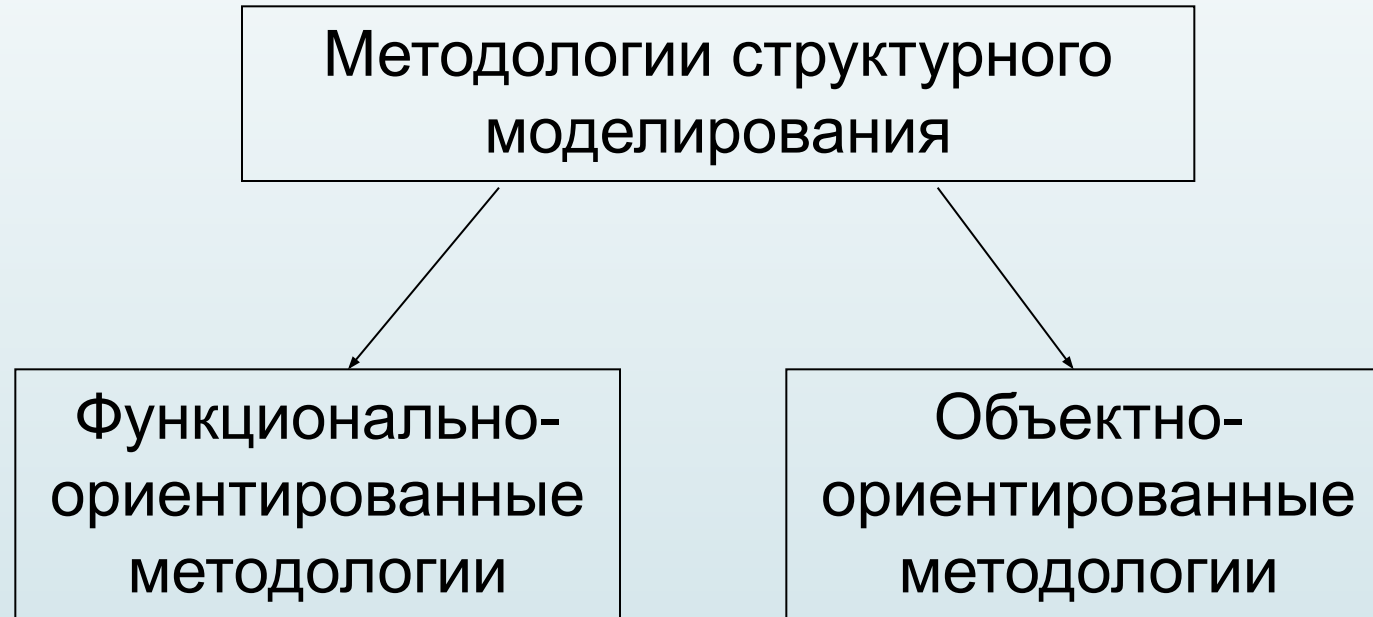 Методологии структурного
моделирования
Функционально-
ориентированные
методологии
Объектно-
ориентированные
методологии